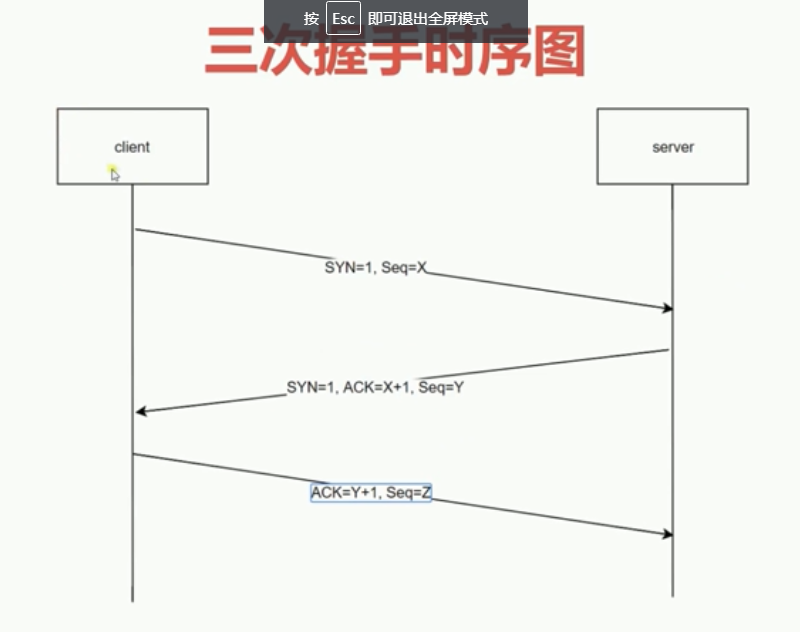 按 Esc 即可退出全屏模式
三次握手时序图
client
server
SYN=1, Seq=X
SYN=1, ACK=X+1, Seq=Y
ACK=Y+1, Seq=Z